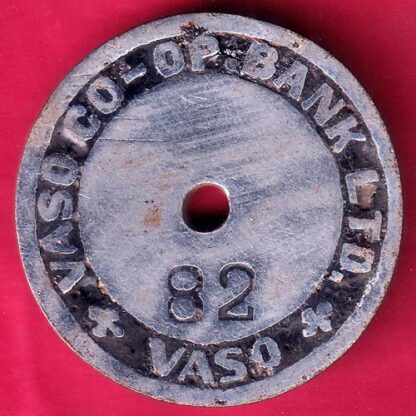 VASO CO-OP. BANK LTD.
82
VASO